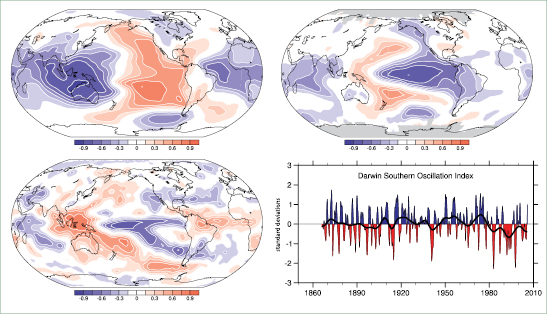 -0.9 -0.6 -0.3 0 0.3 0.6 0.9
-0.9 -0.6 -0.3 0 0.3 0.6 0.9
-0.9 -0.6 -0.3 0 0.3 0.6 0.9
Darwin Southern Oscillation Index
standard deviations
3
2
1
0
-1
-2
-3
1860 1890 1920 1950 1980 2010